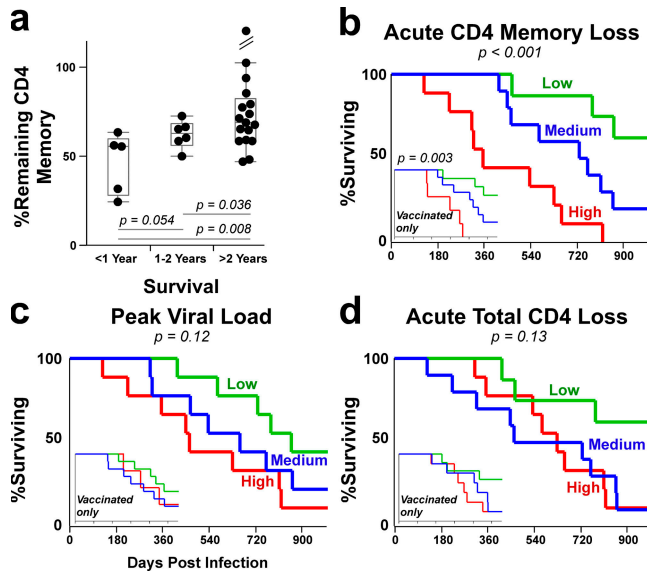 a
%Remaining CD4
Memory
100
50
0
p = 0.054
p = 0.036
p = 0.008
<1 Year
1-2 Years
>2 Years
Survival
b
Acute CD4 Memory Loss
p < 0.001
%Surviving
100
50
0
Low
Medium
High
p = 0.003
Vaccinated
only
180
360
540
720
900
c
Peak Viral Load
p = 0.12
%Surviving
100
50
0
Low
Medium
High
Vaccinated
only
180
360
540
720
900
Days Post Infection
d
Acute Total CD4 Loss
p = 0.13
%Surviving
100
50
0
Low
Medium
High
Vaccinated
only
180
360
540
720
900